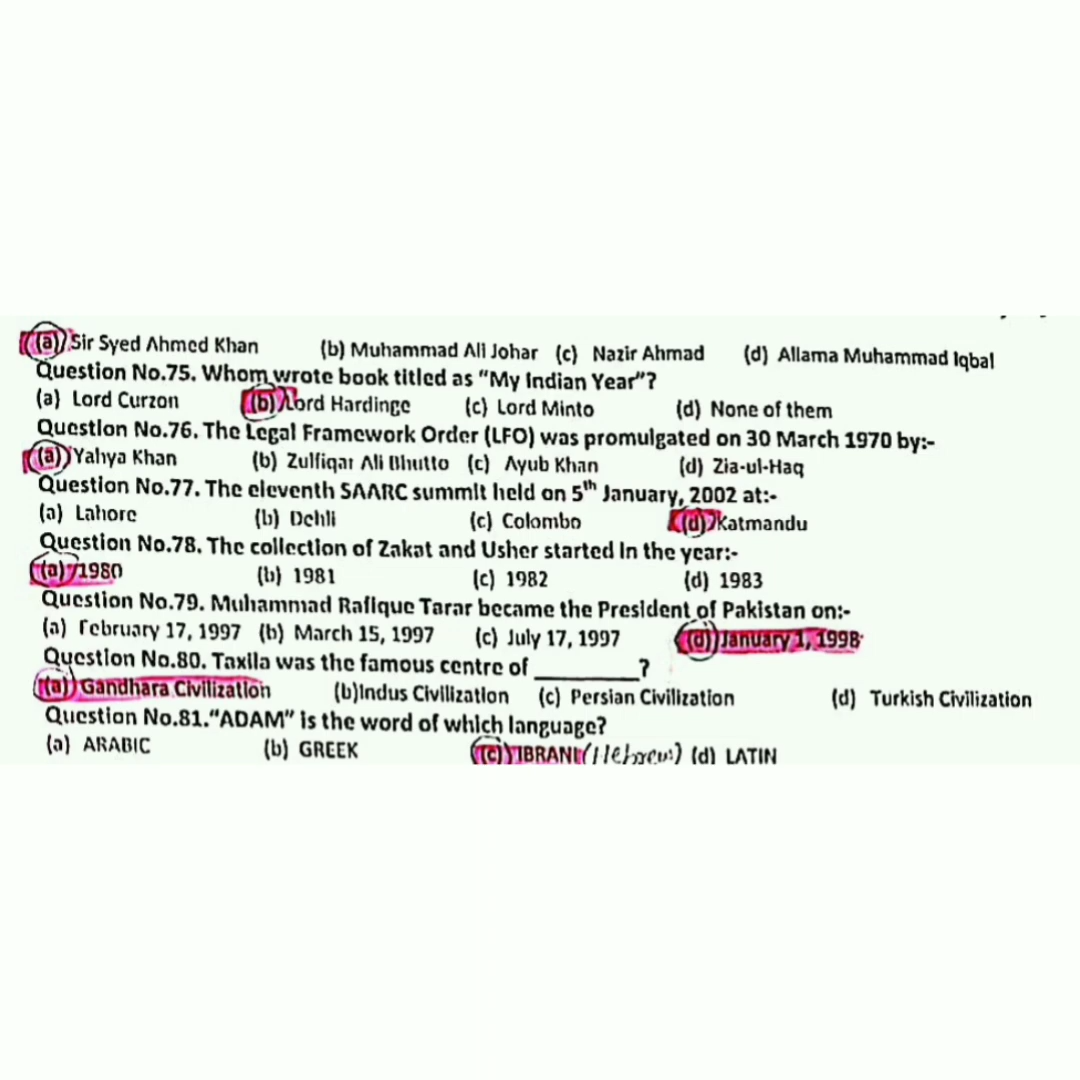 (a) Sir Syed Ahmed Khan (b) Muhammad Ali Johar (c) Nazir Ahmad (d) Allama Muhammad Iqbal
Question No.75. Whom wrote book titled as "My Indian Year"?
(a) Lord Curzon (b) Lord Hardinge (c) Lord Minto (d) None of them
Question No.76. The Legal Framework Order (LFO) was promulgated on 30 March 1970 by:-
(a) Yahya Khan (b) Zulfiqar Ali Bhutto (c) Ayub Khan (d) Zia-ul-Haq
Question No.77. The eleventh SAARC summit held on 5th January, 2002 at:-
(a) Lahore (b) Dehli (c) Colombo (d) Katmandu
Question No.78. The collection of Zakat and Usher started In the year:-
(a) 1980 (b) 1981 (c) 1982 (d) 1983
Question No.79. Muhammad Rafique Tarar became the President of Pakistan on:-
(a) February 17, 1997 (b) March 15, 1997 (c) July 17, 1997 (d) January 1, 1998
Question No.80. Taxila was the famous centre of ________?
(a) Gandhara Civilization (b)Indus Civilization (c) Persian Civilization (d) Turkish Civilization
Question No.81."ADAM" is the word of which language?
(a) ARABIC (b) GREEK (c) IBRANI (Hebrew) (d) LATIN